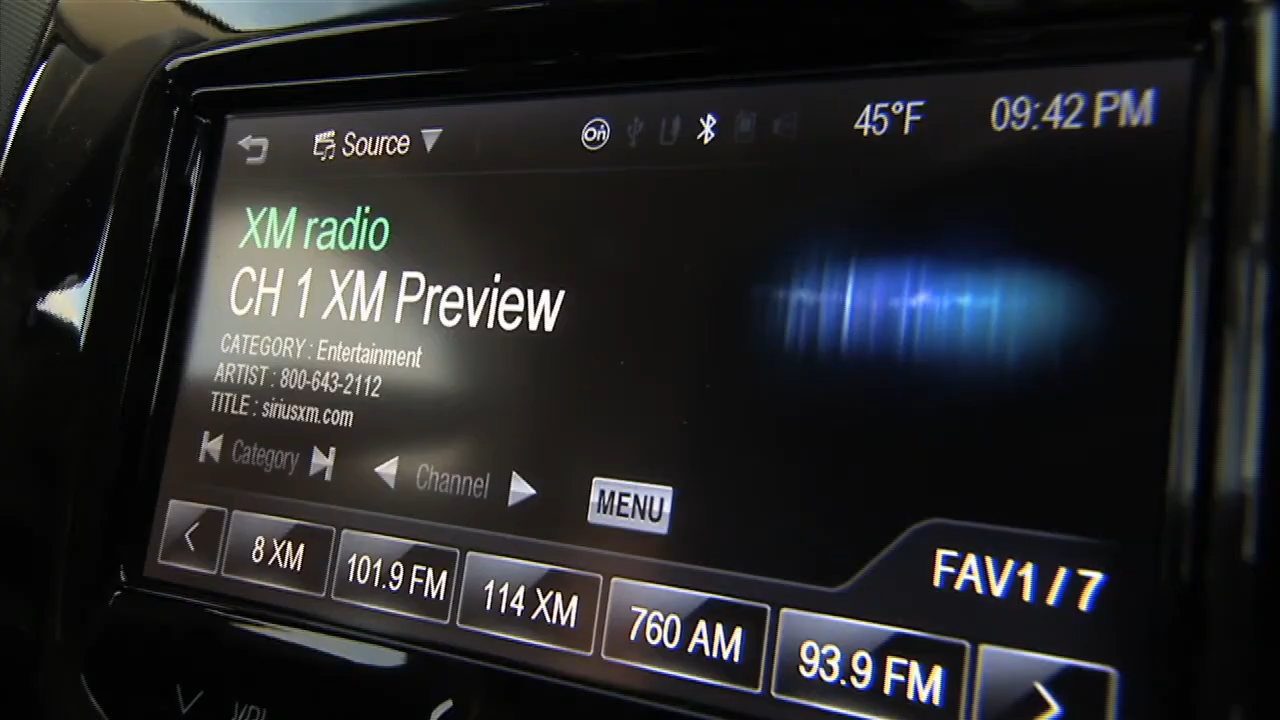 Source
On
45°F
09:42 PM
XM radio
CH 1 XM Preview
CATEGORY : Entertainment
ARTIST : 800-643-2112
TITLE : siriusxm.com
Category
Channel
MENU
FAV1 / 7
8 XM
101.9 FM
114 XM
760 AM
93.9 FM